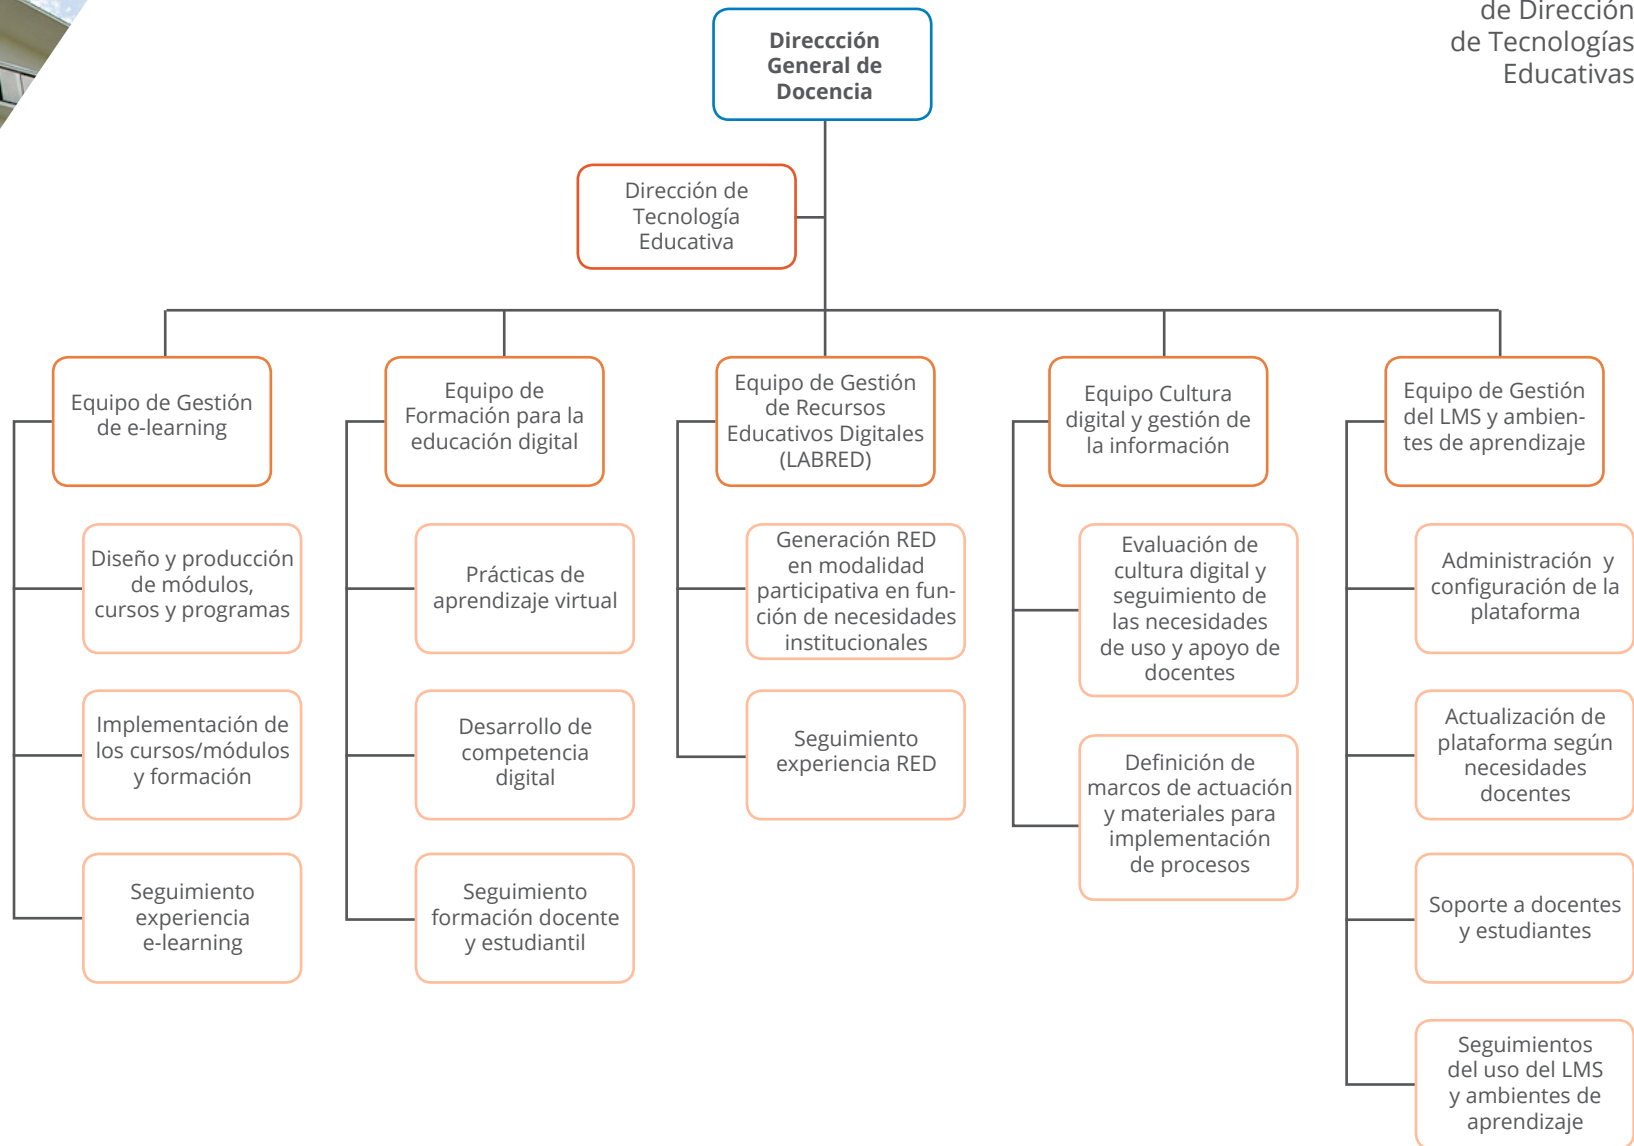 de Dirección
de Tecnologías
Educativas
Direccción
General de
Docencia
Dirección de
Tecnología
Educativa
Equipo de Gestión
de e-learning
Diseño y producción
de módulos,
cursos y programas
Implementación de
los cursos/módulos
y formación
Seguimiento
experiencia
e-learning
Equipo de
Formación para la
educación digital
Prácticas de
aprendizaje virtual
Desarrollo de
competencia
digital
Seguimiento
formación docente
y estudiantil
Equipo de Gestión
de Recursos
Educativos Digitales
(LABRED)
Generación RED
en modalidad
participativa en fun-
ción de necesidades
institucionales
Seguimiento
experiencia RED
Equipo Cultura
digital y gestión de
la información
Evaluación de
cultura digital y
seguimiento de
las necesidades
de uso y apoyo de
docentes
Definición de
marcos de actuación
y materiales para
implementación
de procesos
Equipo de Gestión
del LMS y ambien-
tes de aprendizaje
Administración y
configuración de la
plataforma
Actualización de
plataforma según
necesidades
docentes
Soporte a docentes
y estudiantes
Seguimientos
del uso del LMS
y ambientes de
aprendizaje